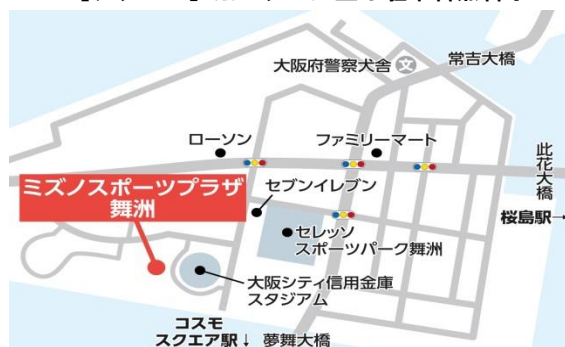 大阪府警察犬舎
文
常吉大橋
ローソン
ファミリーマート
此花大橋
ミズノスポーツプラザ
舞洲
セブンイレブン
桜島駅→
セレッソ
スポーツパーク舞洲
大阪シティ信用金庫
スタジアム
コスモ
スクエア駅↓
夢舞大橋